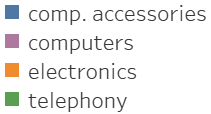 comp. accessories
computers
electronics
telephony